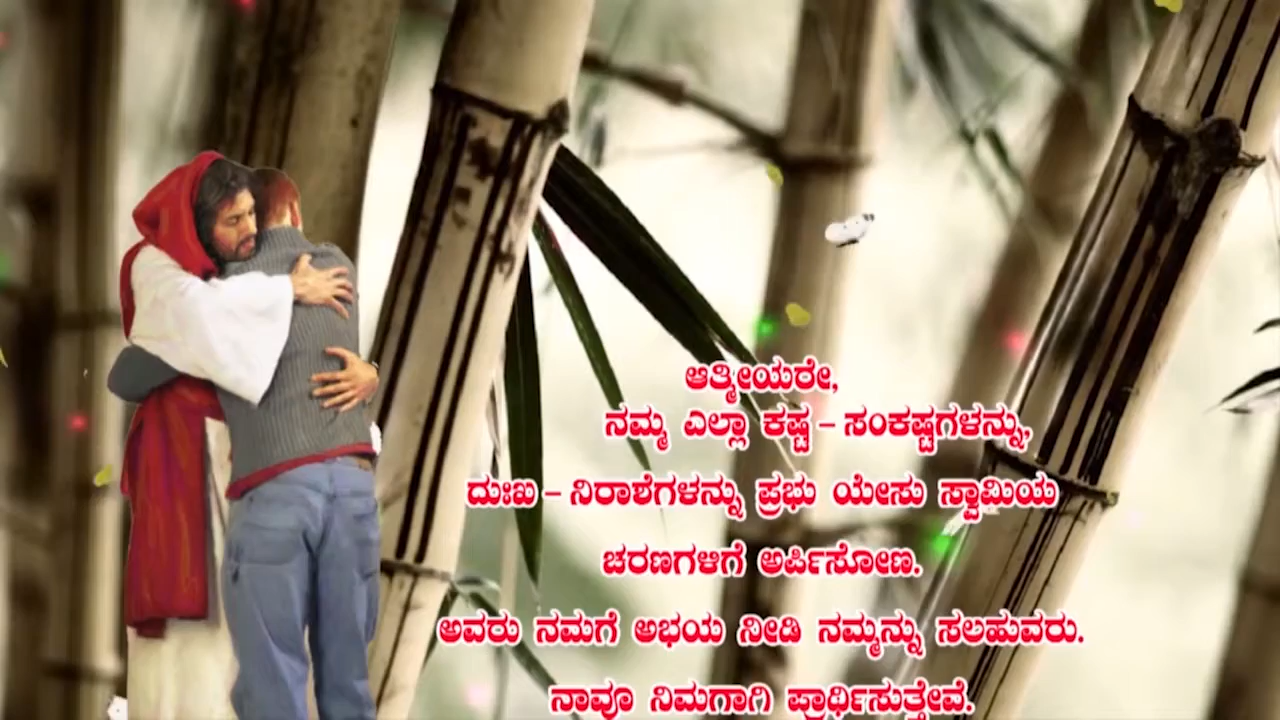 ಆತ್ಮೀಯರೇ,
ನಮ್ಮ ಎಲ್ಲಾ ಕಷ್ಟ – ಸಂಕಷ್ಟಗಳನ್ನು,
ದುಃಖ – ನಿರಾಶೆಗಳನ್ನು ಪ್ರಭು ಯೇಸು ಸ್ವಾಮಿಯ
ಚರಣಗಳಿಗೆ ಅರ್ಪಿಸೋಣ.
ಅವರು ನಮಗೆ ಅಭಯ ನೀಡಿ ನಮ್ಮನ್ನು ಸಲಹುವರು.
ನಾವೂ ನಿಮಗಾಗಿ ಪ್ರಾರ್ಥಿಸುತ್ತೇವೆ.